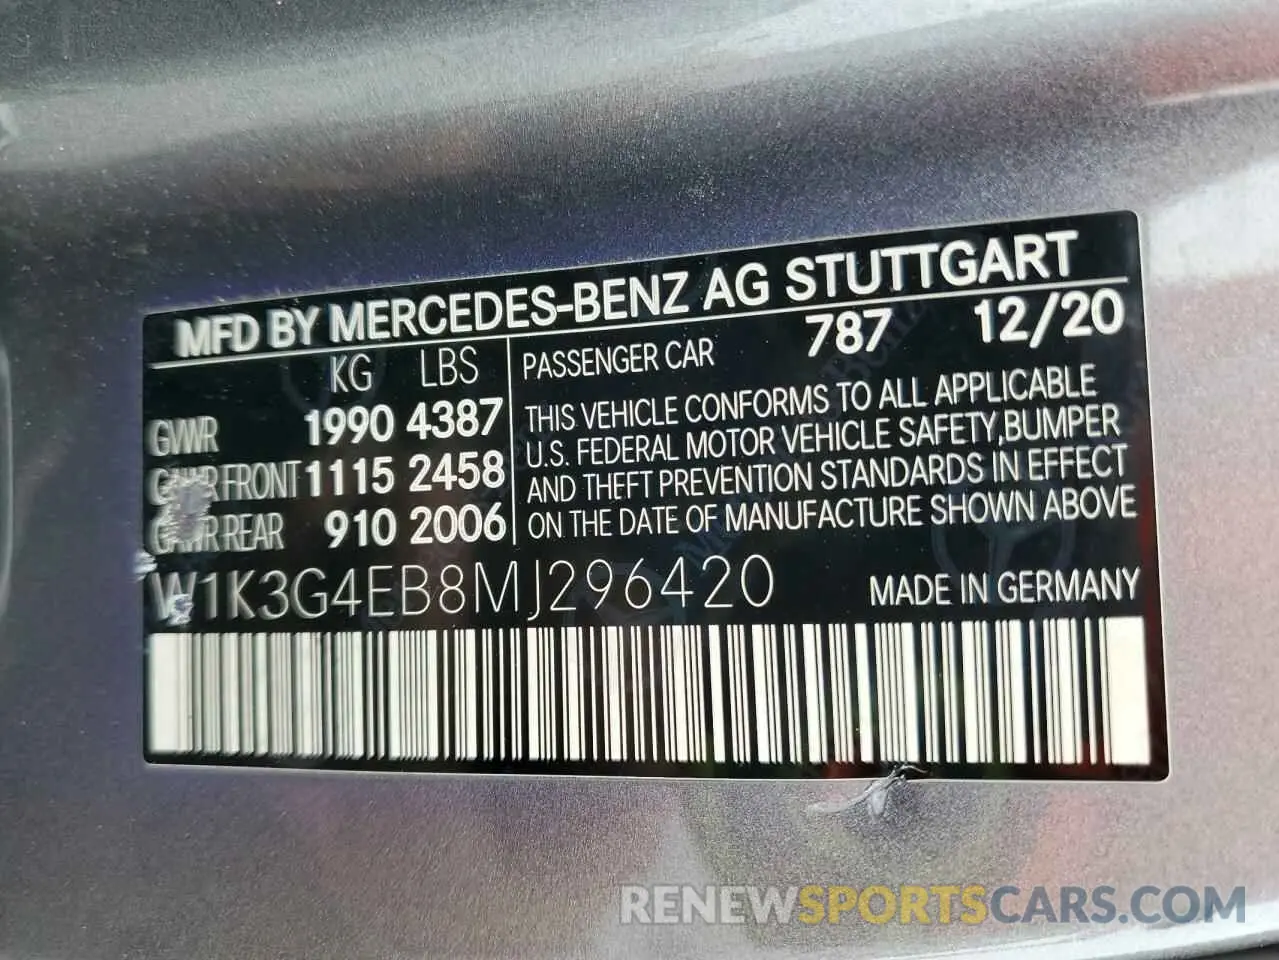 MFD BY MERCEDES-BENZ AG STUTTGART
KG LBS
GVWR 1990 4387
GAWR FRONT 1115 2458
GAWR REAR 910 2006
PASSENGER CAR 787 12/20
THIS VEHICLE CONFORMS TO ALL APPLICABLE
U.S. FEDERAL MOTOR VEHICLE SAFETY, BUMPER
AND THEFT PREVENTION STANDARDS IN EFFECT
ON THE DATE OF MANUFACTURE SHOWN ABOVE
W1K3G4EB8MJ296420 MADE IN GERMANY
RENEWSPORTSCARS.COM